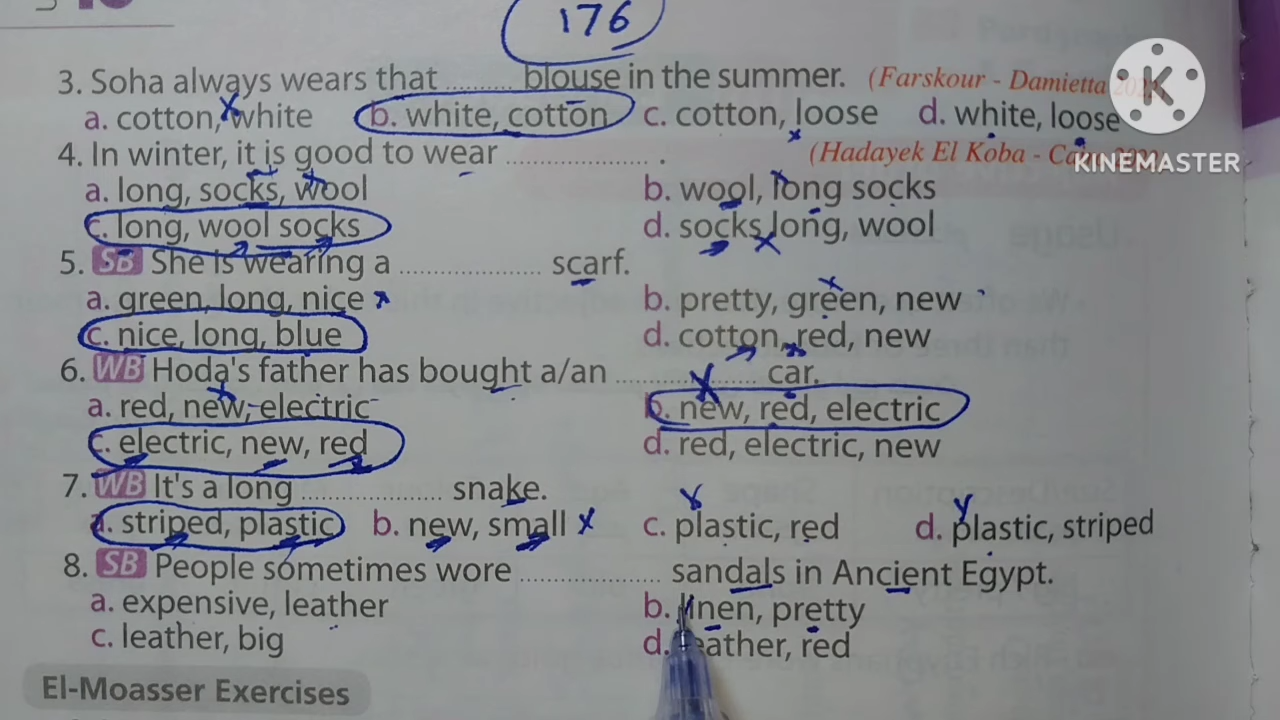 176
3. Soha always wears that .......... blouse in the summer. (Farskour - Damietta
a. cotton, white b. white, cotton c. cotton, loose d. white, loose
KINEMASTER
4. In winter, it is good to wear .................... . (Hadayek El Koba -
a. long, socks, wool b. wool, long socks
c. long, wool socks d. socks long, wool
5. SB She is wearing a .................... scarf.
a. green, long, nice b. pretty, green, new
c. nice, long, blue d. cotton, red, new
6. WB Hoda's father has bought a/an .................... car.
a. red, new, electric b. new, red, electric
c. electric, new, red d. red, electric, new
7. WB It's a long .................... snake.
a. striped, plastic b. new, small c. plastic, red d. plastic, striped
8. SB People sometimes wore .................... sandals in Ancient Egypt.
a. expensive, leather b. linen, pretty
c. leather, big d. leather, red
El-Moasser Exercises